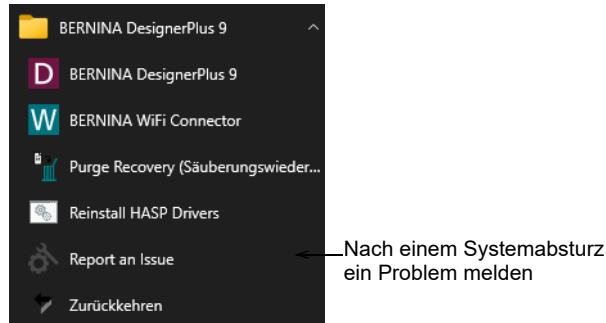 BERNINA DesignerPlus 9
D BERNINA DesignerPlus 9
W BERNINA WiFi Connector
Purge Recovery (Säuberungswieder...
Reinstall HASP Drivers
Report an Issue
Nach einem Systemabsturz
ein Problem melden
Zurückkehren